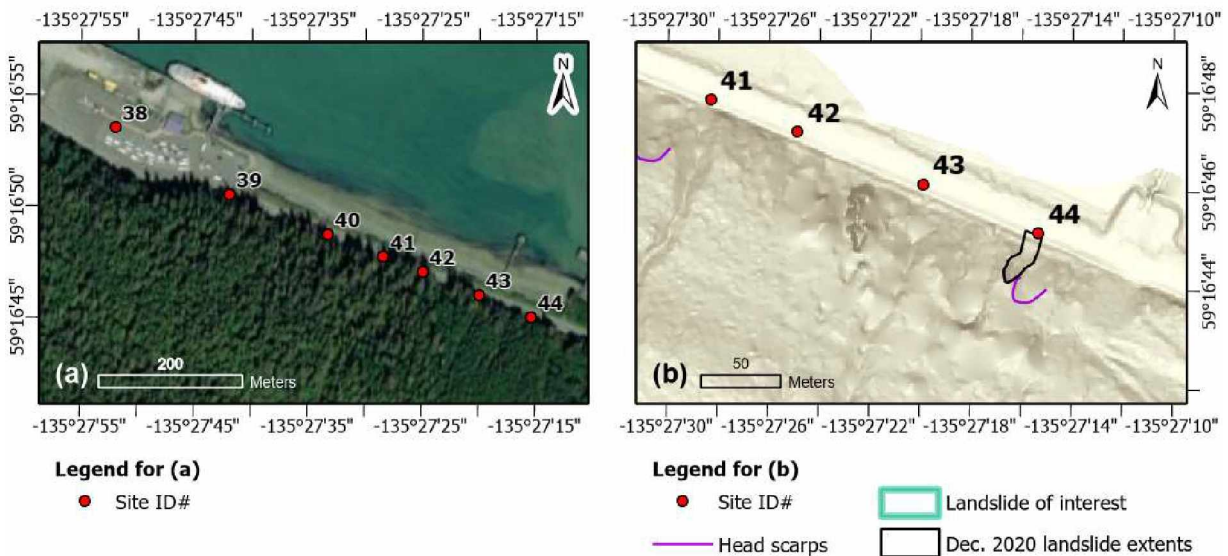 -135°27'55" -135°27'45" -135°27'35" -135°27'25" -135°27'15"
59°16'55"
59°16'50"
59°16'45"
N
38
39
40
41
42
43
44
(a)
200
Meters
-135°27'55" -135°27'45" -135°27'35" -135°27'25" -135°27'15"
-135°27'30" -135°27'26" -135°27'22" -135°27'18" -135°27'14" -135°27'10"
N
41
42
43
44
59°16'48"
59°16'46"
59°16'44"
(b)
50
Meters
-135°27'30" -135°27'26" -135°27'22" -135°27'18" -135°27'14" -135°27'10"
Legend for (a)
Site ID#
Legend for (b)
Site ID#
Landslide of interest
Head scarps
Dec. 2020 landslide extents